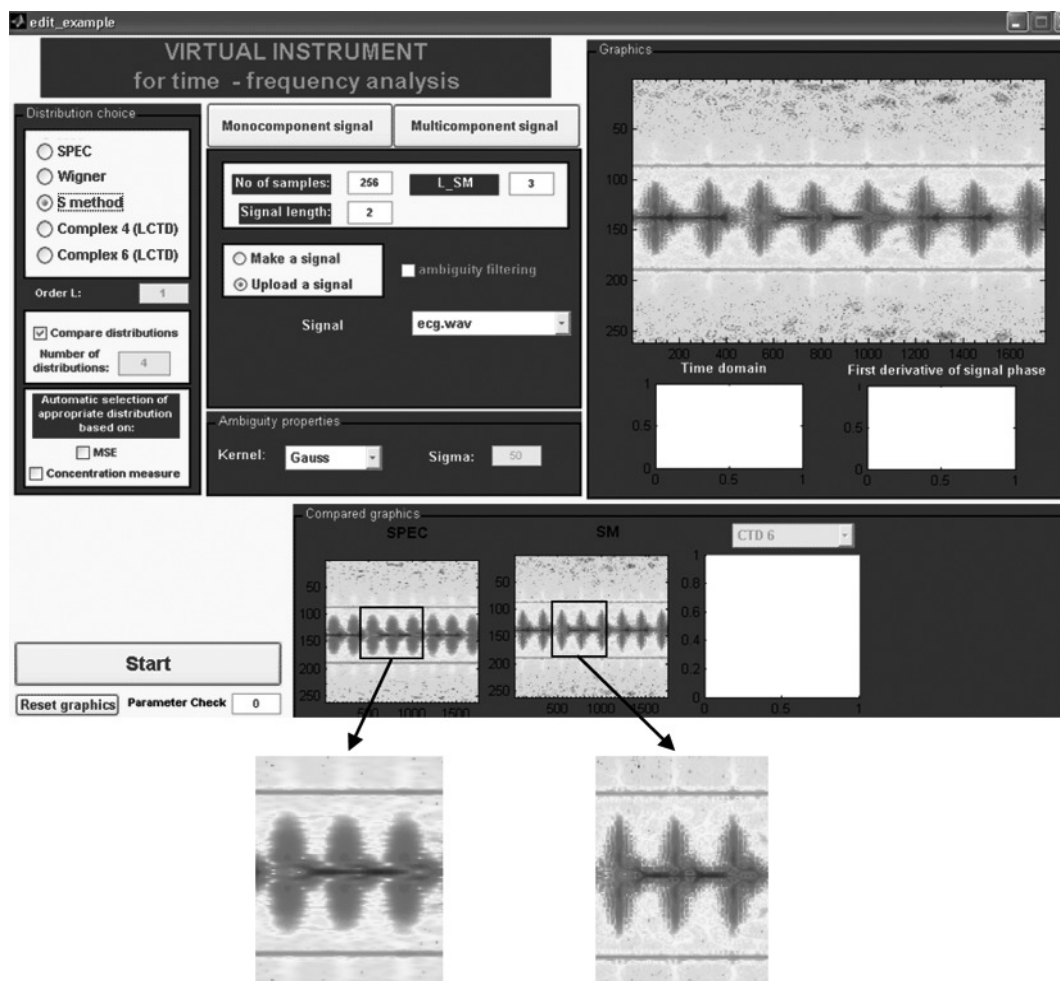 edit_example
VIRTUAL INSTRUMENT
for time - frequency analysis
Distribution choice
SPEC
Wigner
S method
Complex 4 (LCTD)
Complex 6 (LCTD)
Order L: 1
Compare distributions
Number of
distributions: 4
Automatic selection of
appropriate distribution
based on:
MSE
Concentration measure
Monocomponent signal
Multicomponent signal
No of samples: 256 L_SM 3
Signal length: 2
Make a signal
Upload a signal
ambiguity filtering
Signal ecg.wav
Ambiguity properties
Kernel: Gauss Sigma: 50
Graphics
50
100
150
200
250
200 400 600 800 1000 1200 1400 1600
Time domain
1
0.5
0
0 0.5 1
First derivative of signal phase
1
0.5
0
0 0.5 1
Compared graphics
SPEC
50
100
150
200
250
500 1000 1500
SM
50
100
150
200
250
500 1000 1500
CTD 6
1
0.8
0.6
0.4
0.2
0
0 0.5 1
Start
Reset graphics Parameter Check 0